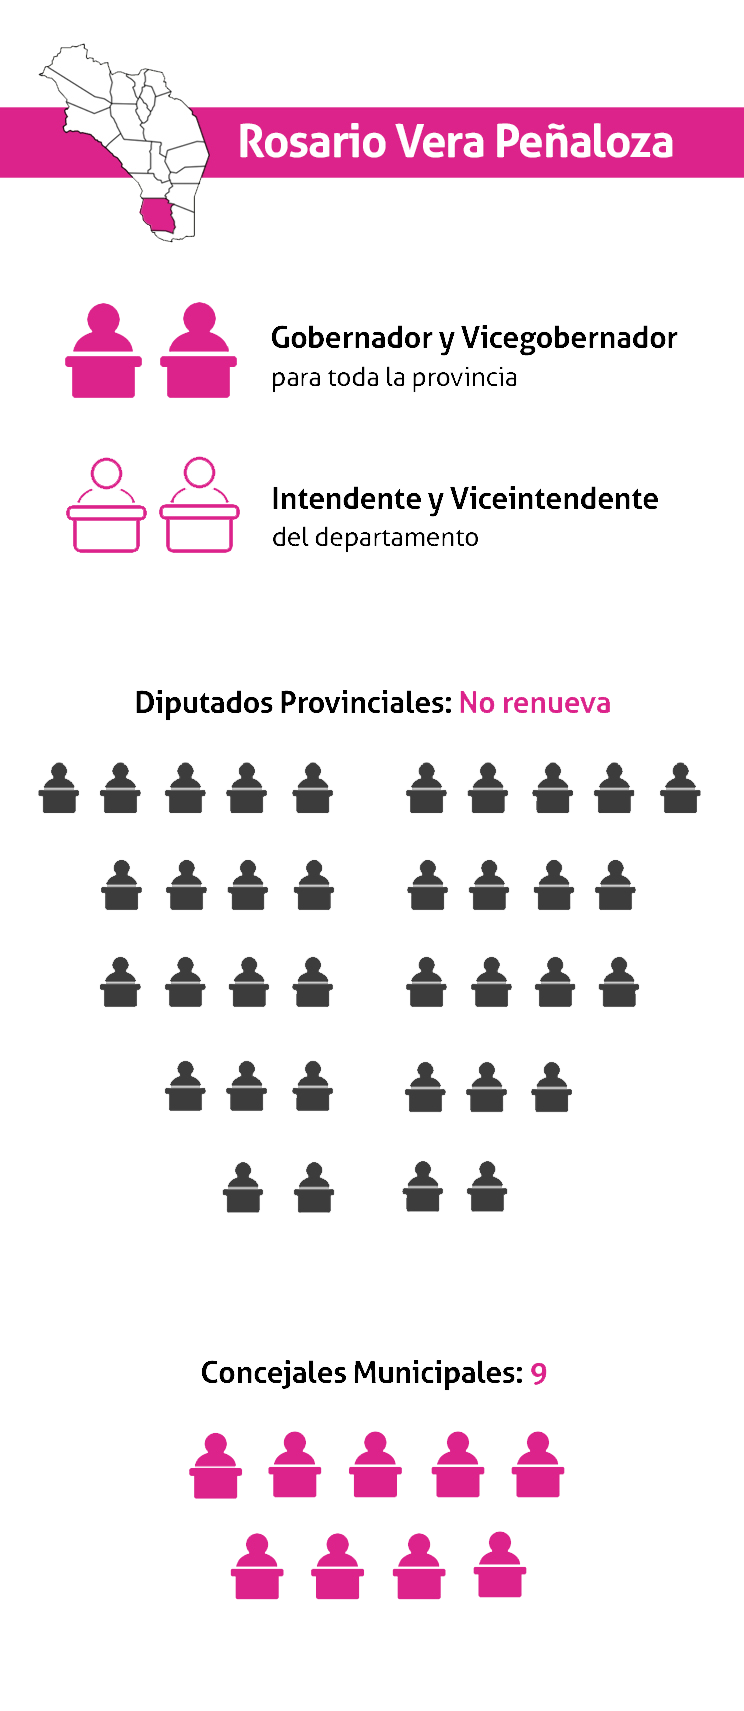 Rosario Vera Peñaloza
Gobernador y Vicegobernador
para toda la provincia
Intendente y Viceintendente
del departamento
Diputados Provinciales: No renueva
Concejales Municipales: 9